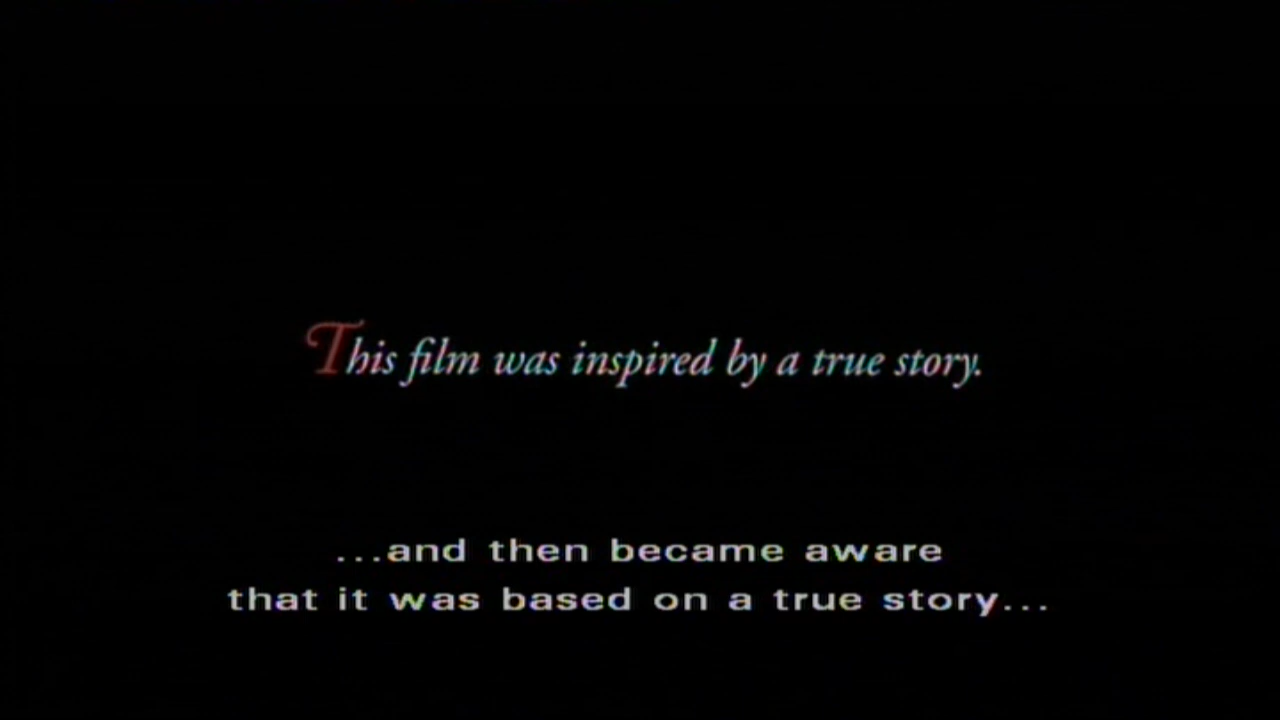 This film was inspired by a true story.
...and then became aware
that it was based on a true story...